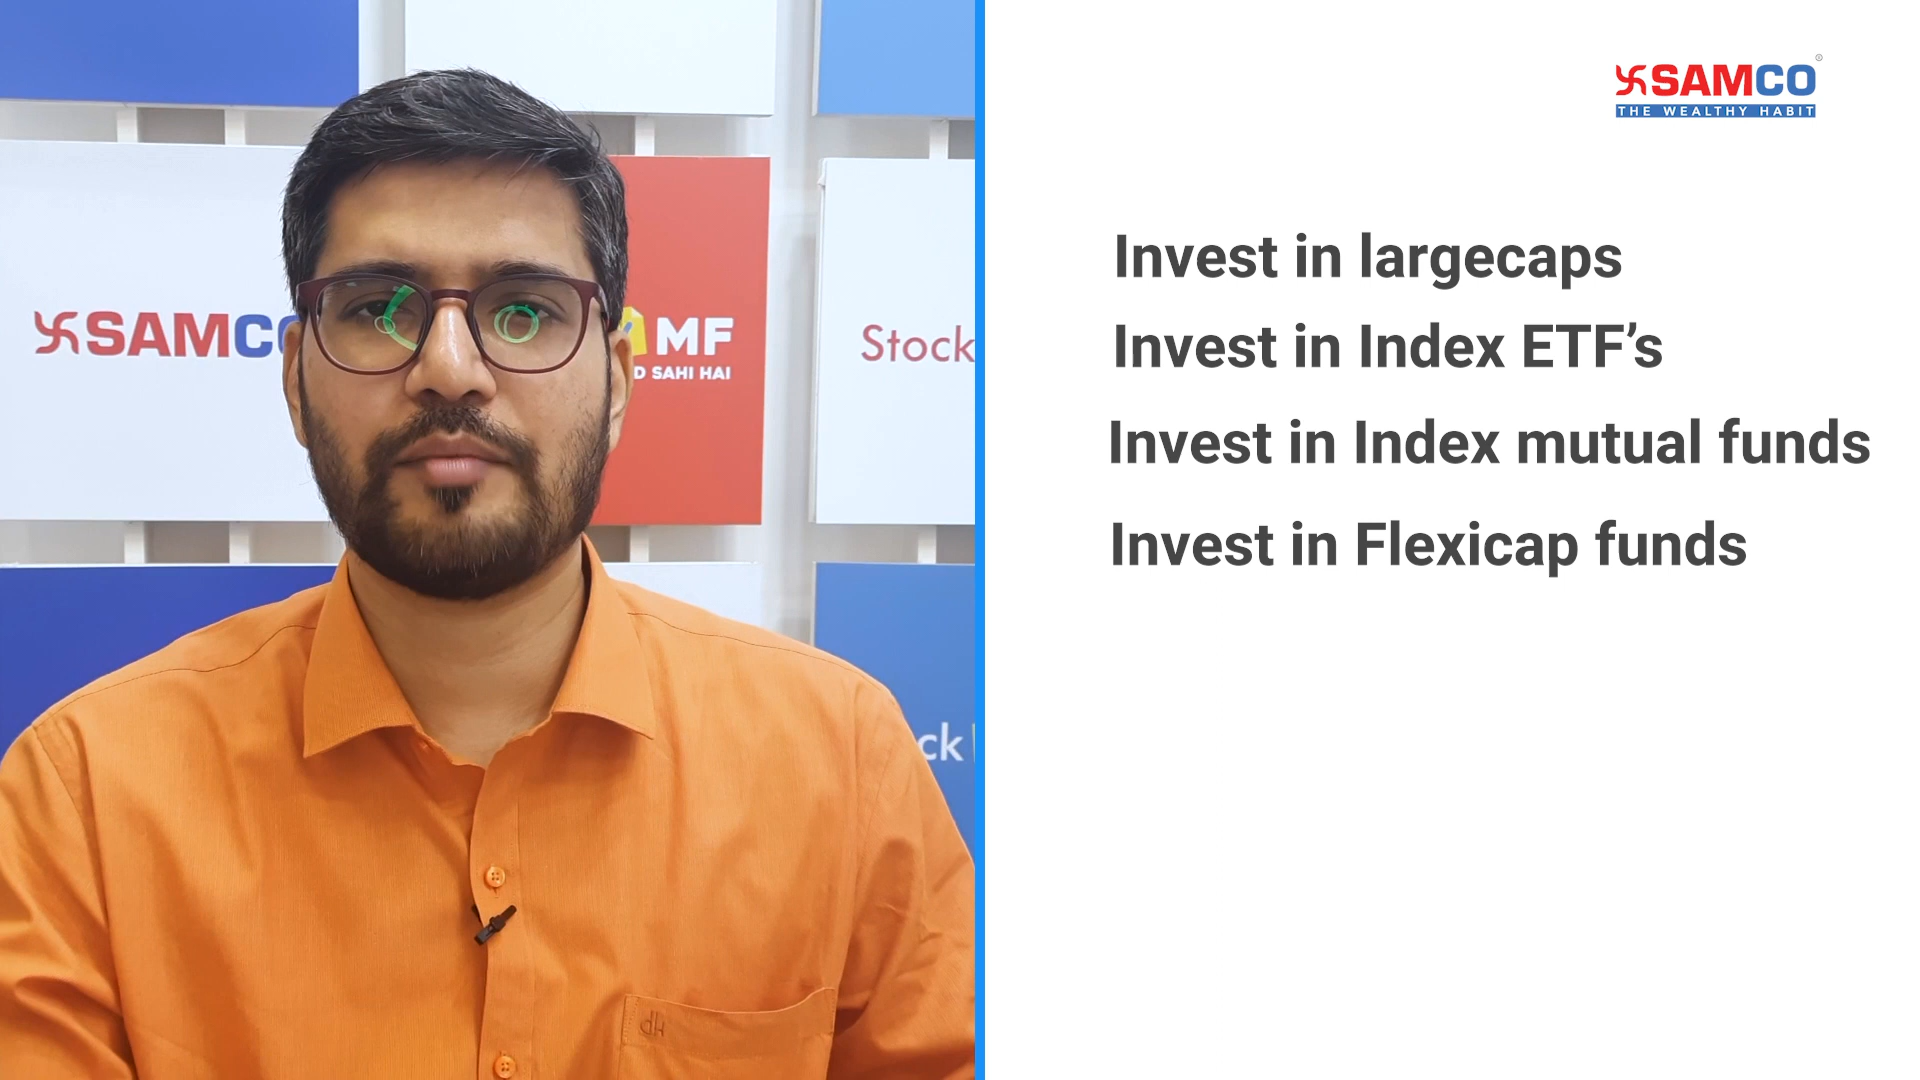 SAMCO
THE WEALTHY HABIT
Invest in largecaps
Invest in Index ETF’s
Invest in Index mutual funds
Invest in Flexicap funds
SAMC
MF
D SAHI HAI
Stock
ck
dh